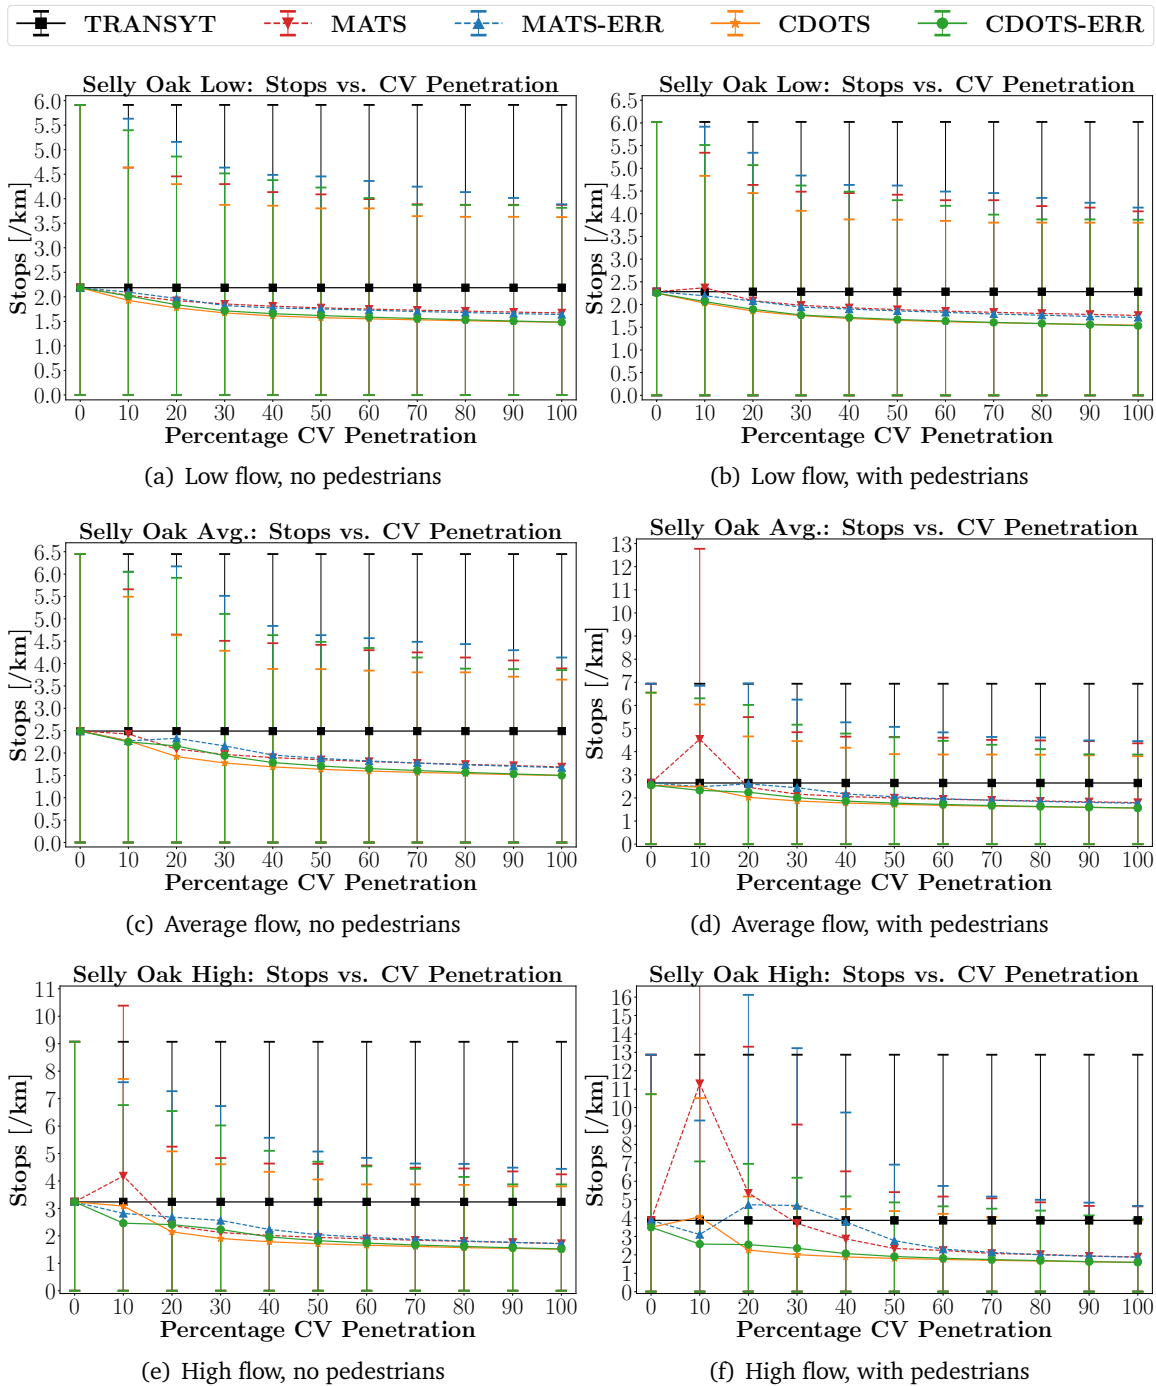 TRANSYT MATS MATS-ERR CDOTS CDOTS-ERR
Selly Oak Low: Stops vs. CV Penetration
Stops [/km]
6.0
5.5
5.0
4.5
4.0
3.5
3.0
2.5
2.0
1.5
1.0
0.5
0.0
0 10 20 30 40 50 60 70 80 90 100
Percentage CV Penetration
(a) Low flow, no pedestrians
Selly Oak Low: Stops vs. CV Penetration
Stops [/km]
6.5
6.0
5.5
5.0
4.5
4.0
3.5
3.0
2.5
2.0
1.5
1.0
0.5
0.0
0 10 20 30 40 50 60 70 80 90 100
Percentage CV Penetration
(b) Low flow, with pedestrians
Selly Oak Avg.: Stops vs. CV Penetration
Stops [/km]
6.5
6.0
5.5
5.0
4.5
4.0
3.5
3.0
2.5
2.0
1.5
1.0
0.5
0.0
0 10 20 30 40 50 60 70 80 90 100
Percentage CV Penetration
(c) Average flow, no pedestrians
Selly Oak Avg.: Stops vs. CV Penetration
Stops [/km]
13
12
11
10
9
8
7
6
5
4
3
2
1
0
0 10 20 30 40 50 60 70 80 90 100
Percentage CV Penetration
(d) Average flow, with pedestrians
Selly Oak High: Stops vs. CV Penetration
Stops [/km]
11
10
9
8
7
6
5
4
3
2
1
0
0 10 20 30 40 50 60 70 80 90 100
Percentage CV Penetration
(e) High flow, no pedestrians
Selly Oak High: Stops vs. CV Penetration
Stops [/km]
16
15
14
13
12
11
10
9
8
7
6
5
4
3
2
1
0
0 10 20 30 40 50 60 70 80 90 100
Percentage CV Penetration
(f) High flow, with pedestrians